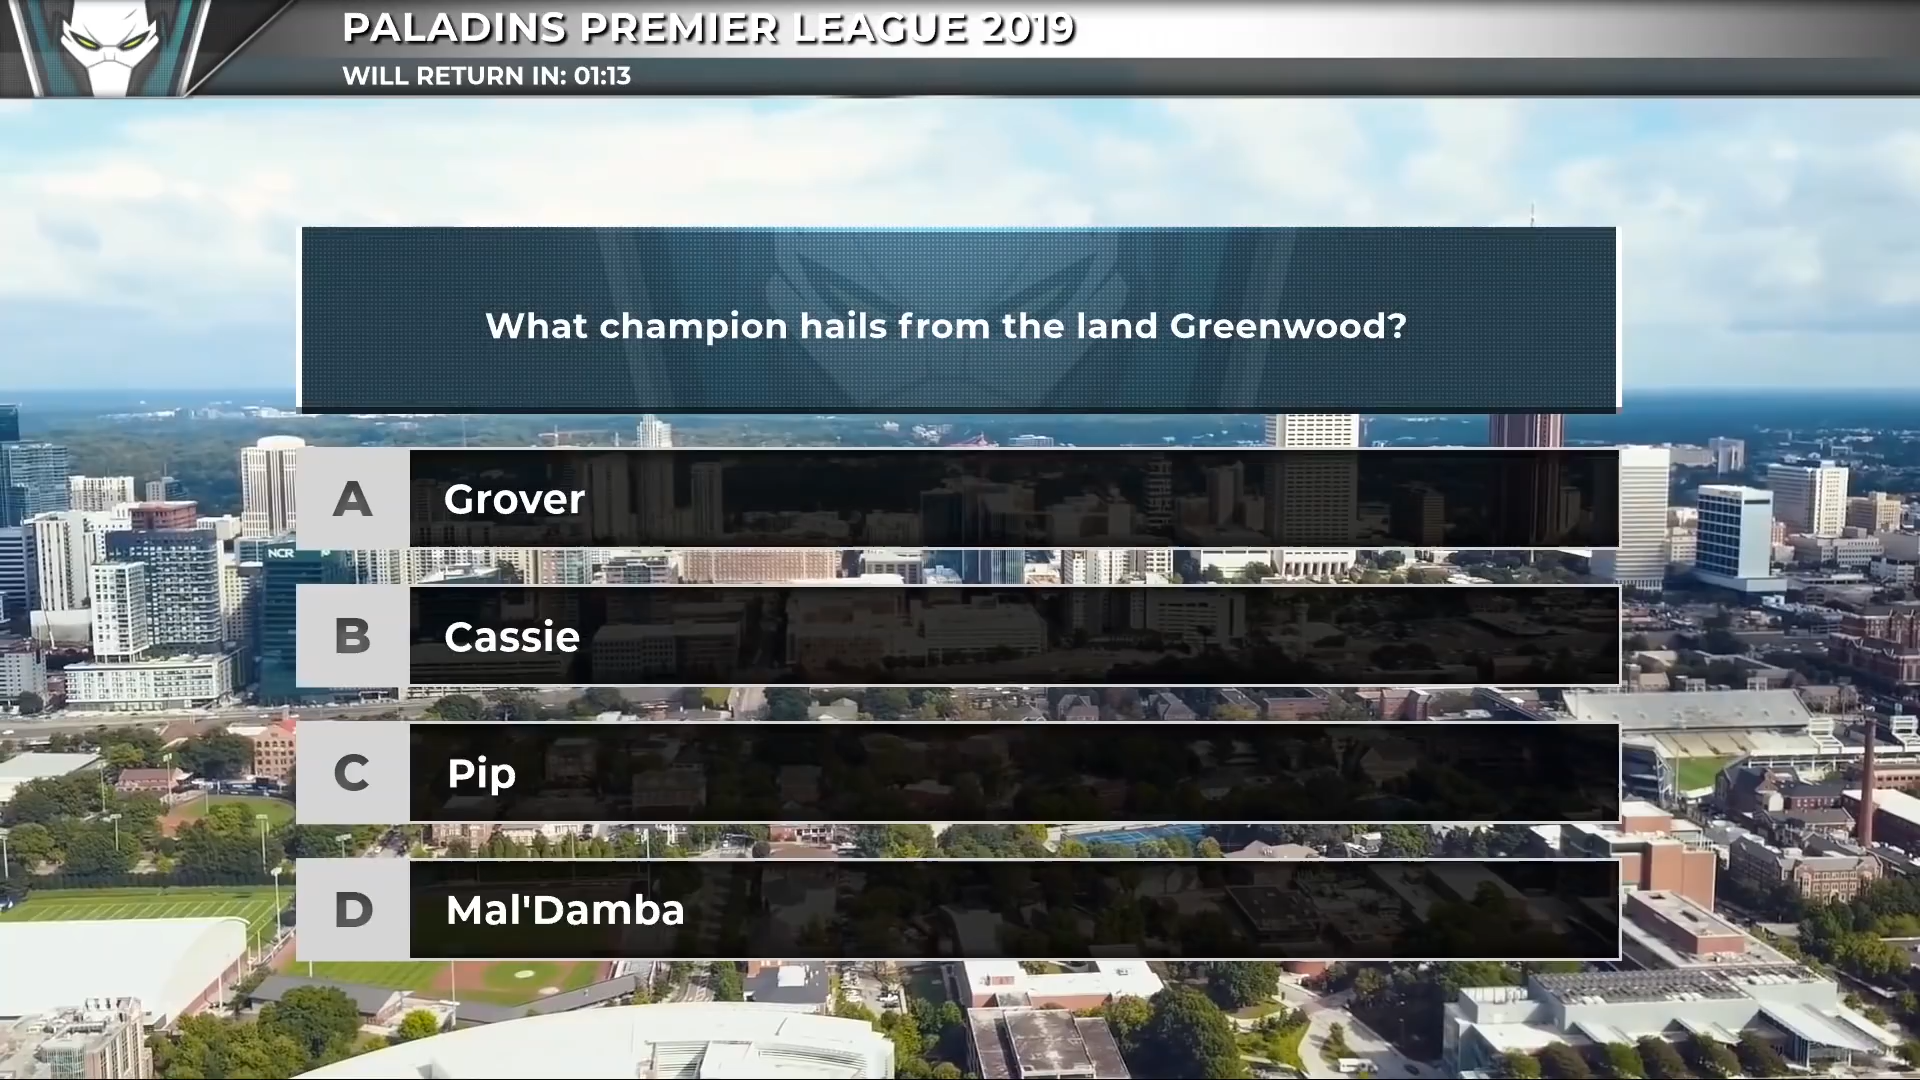 PALADINS PREMIER LEAGUE 2019
WILL RETURN IN: 01:13
What champion hails from the land Greenwood?
A Grover
B Cassie
C Pip
D Mal'Damba
NCR